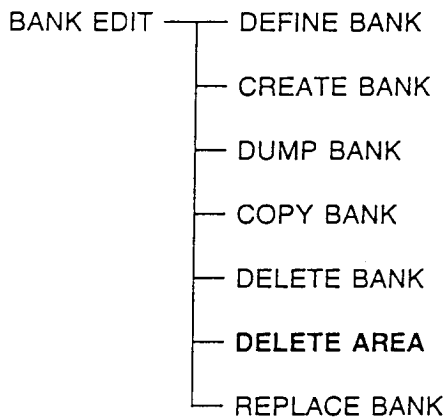 BANK EDIT DEFINE BANK
CREATE BANK
DUMP BANK
COPY BANK
DELETE BANK
DELETE AREA
REPLACE BANK